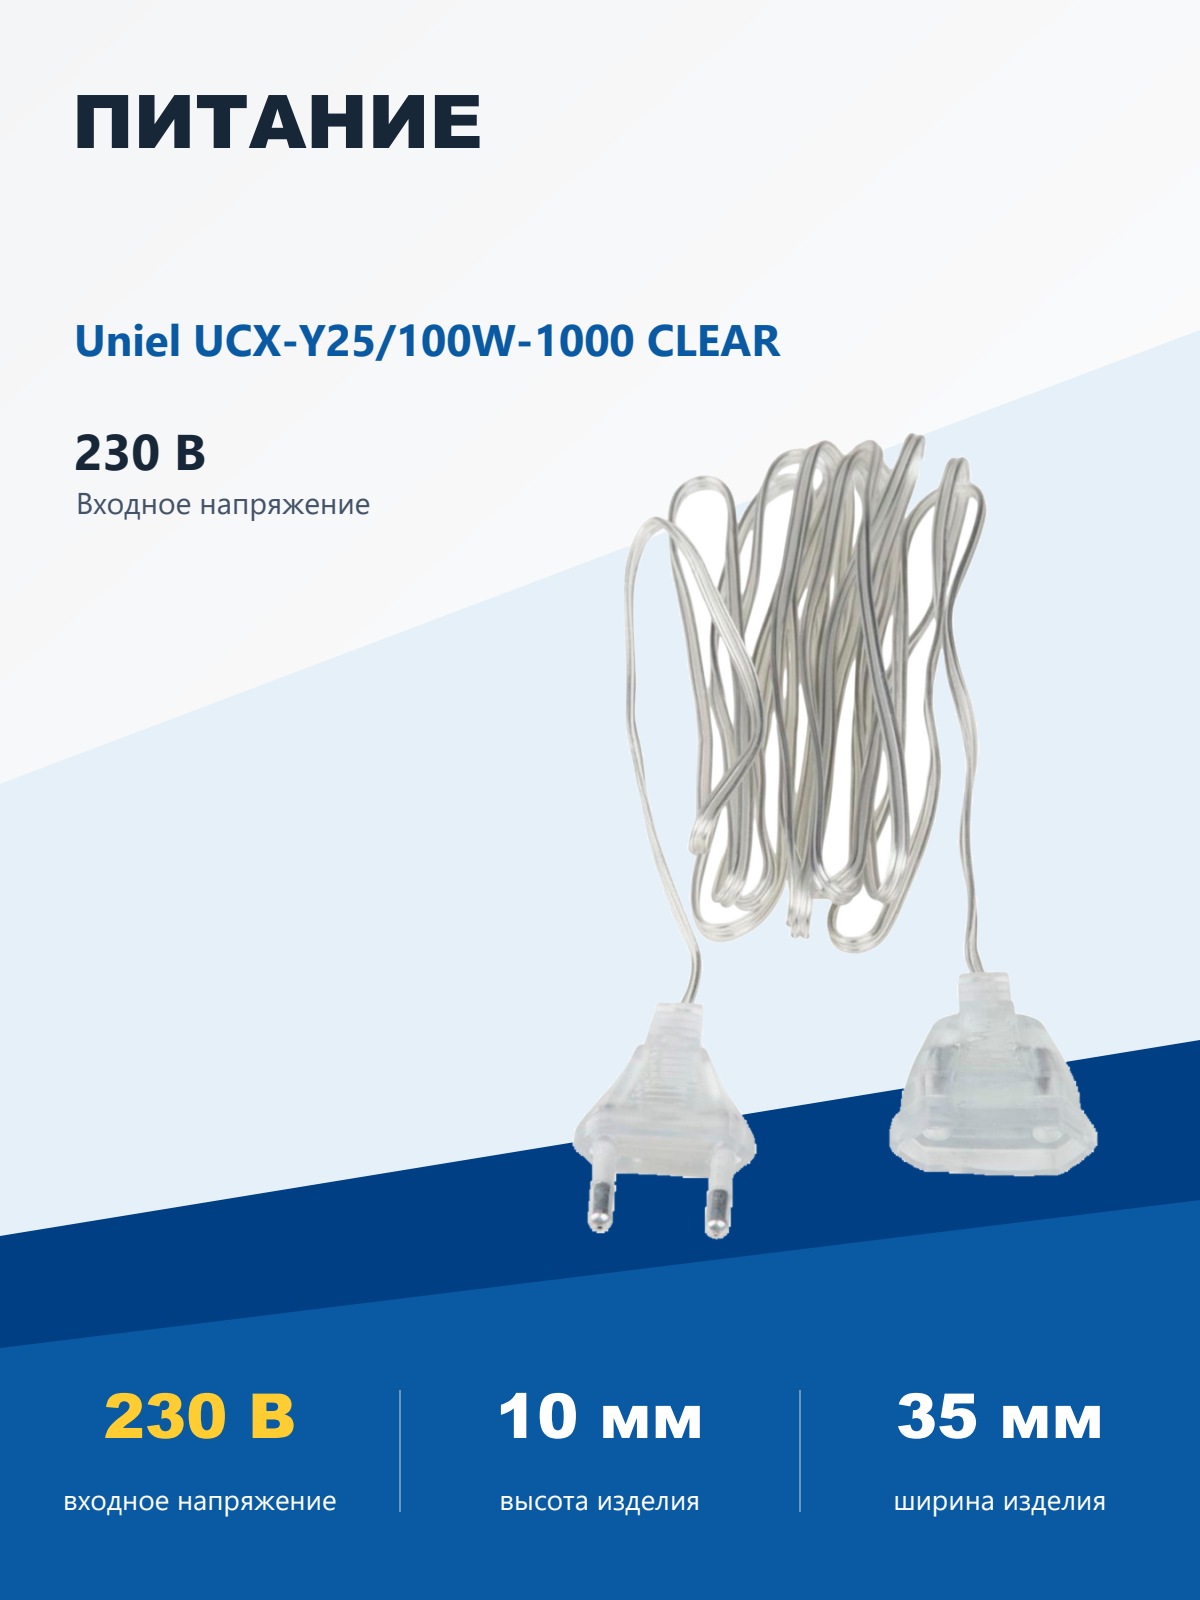 ПИТАНИЕ
Uniel UCX-Y25/100W-1000 CLEAR
230 В
Входное напряжение
230 В
входное напряжение
10 мм
высота изделия
35 мм
ширина изделия